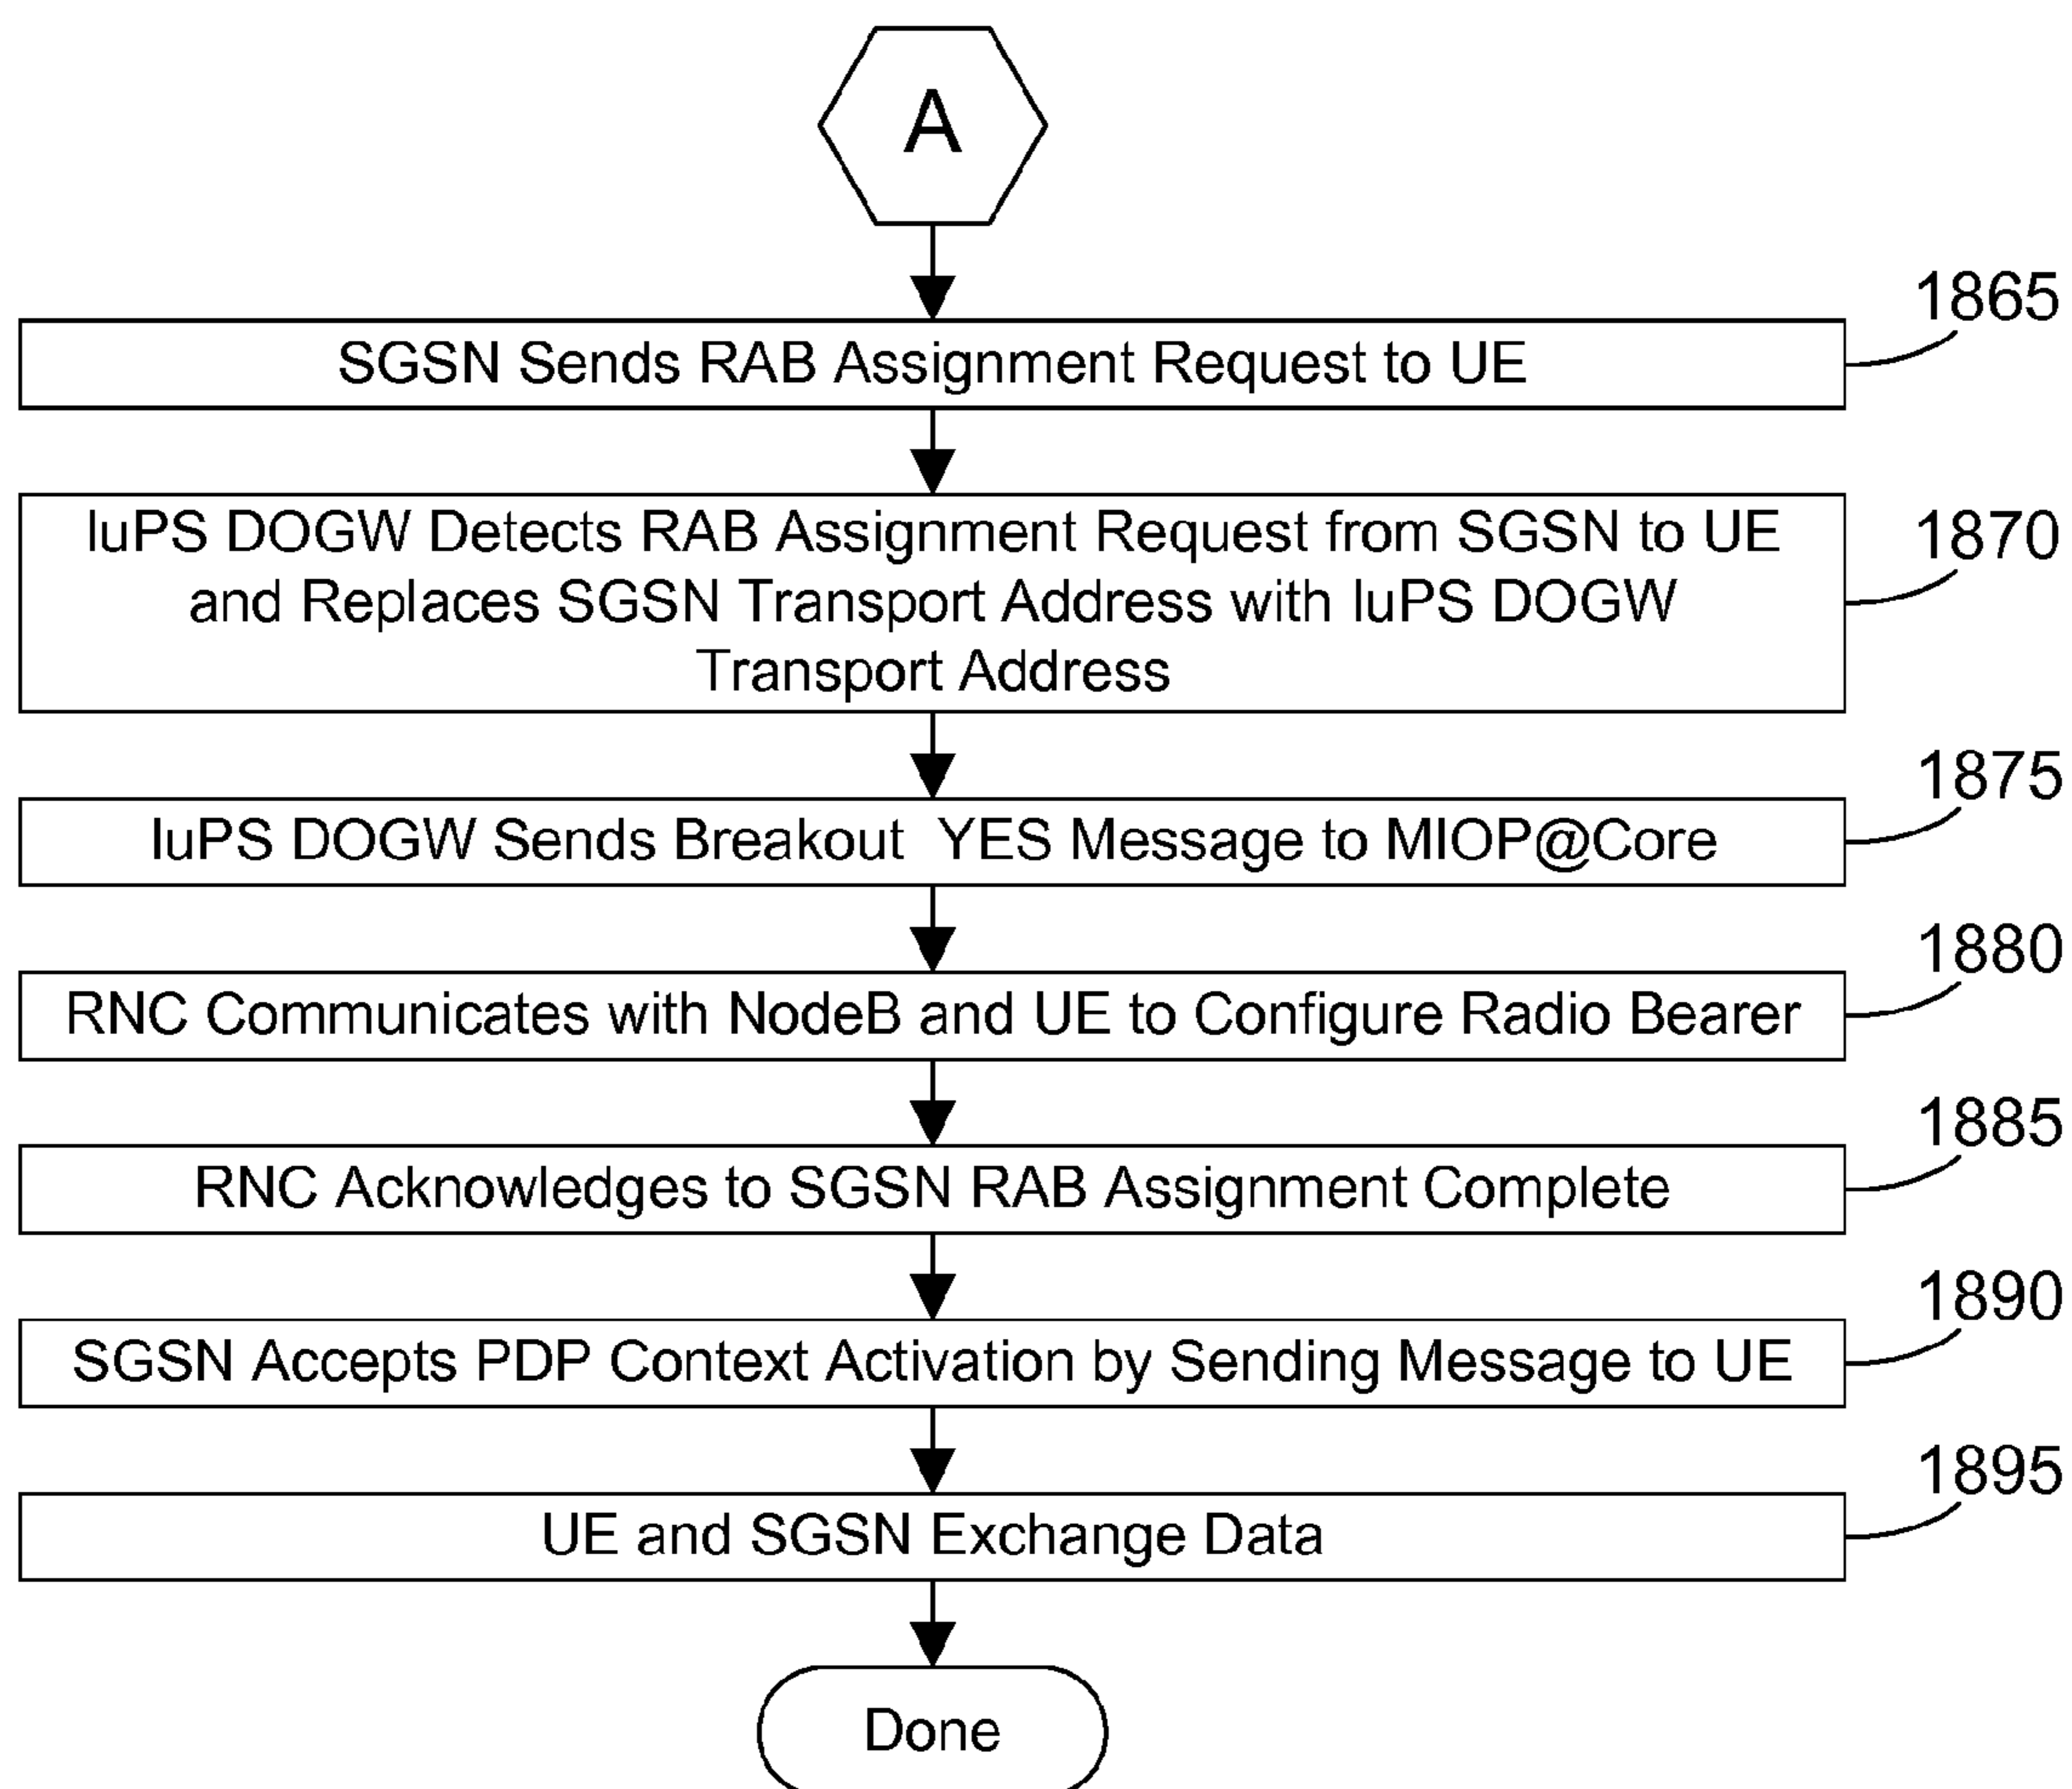 A
1865
SGSN Sends RAB Assignment Request to UE
IuPS DOGW Detects RAB Assignment Request from SGSN to UE
1870
and Replaces SGSN Transport Address with IuPS DOGW
Transport Address
1875
IuPS DOGW Sends Breakout  YES Message to MIOP@Core
1880
RNC Communicates with NodeB and UE to Configure Radio Bearer
1885
RNC Acknowledges to SGSN RAB Assignment Complete
1890
SGSN Accepts PDP Context Activation by Sending Message to UE
1895
UE and SGSN Exchange Data
Done